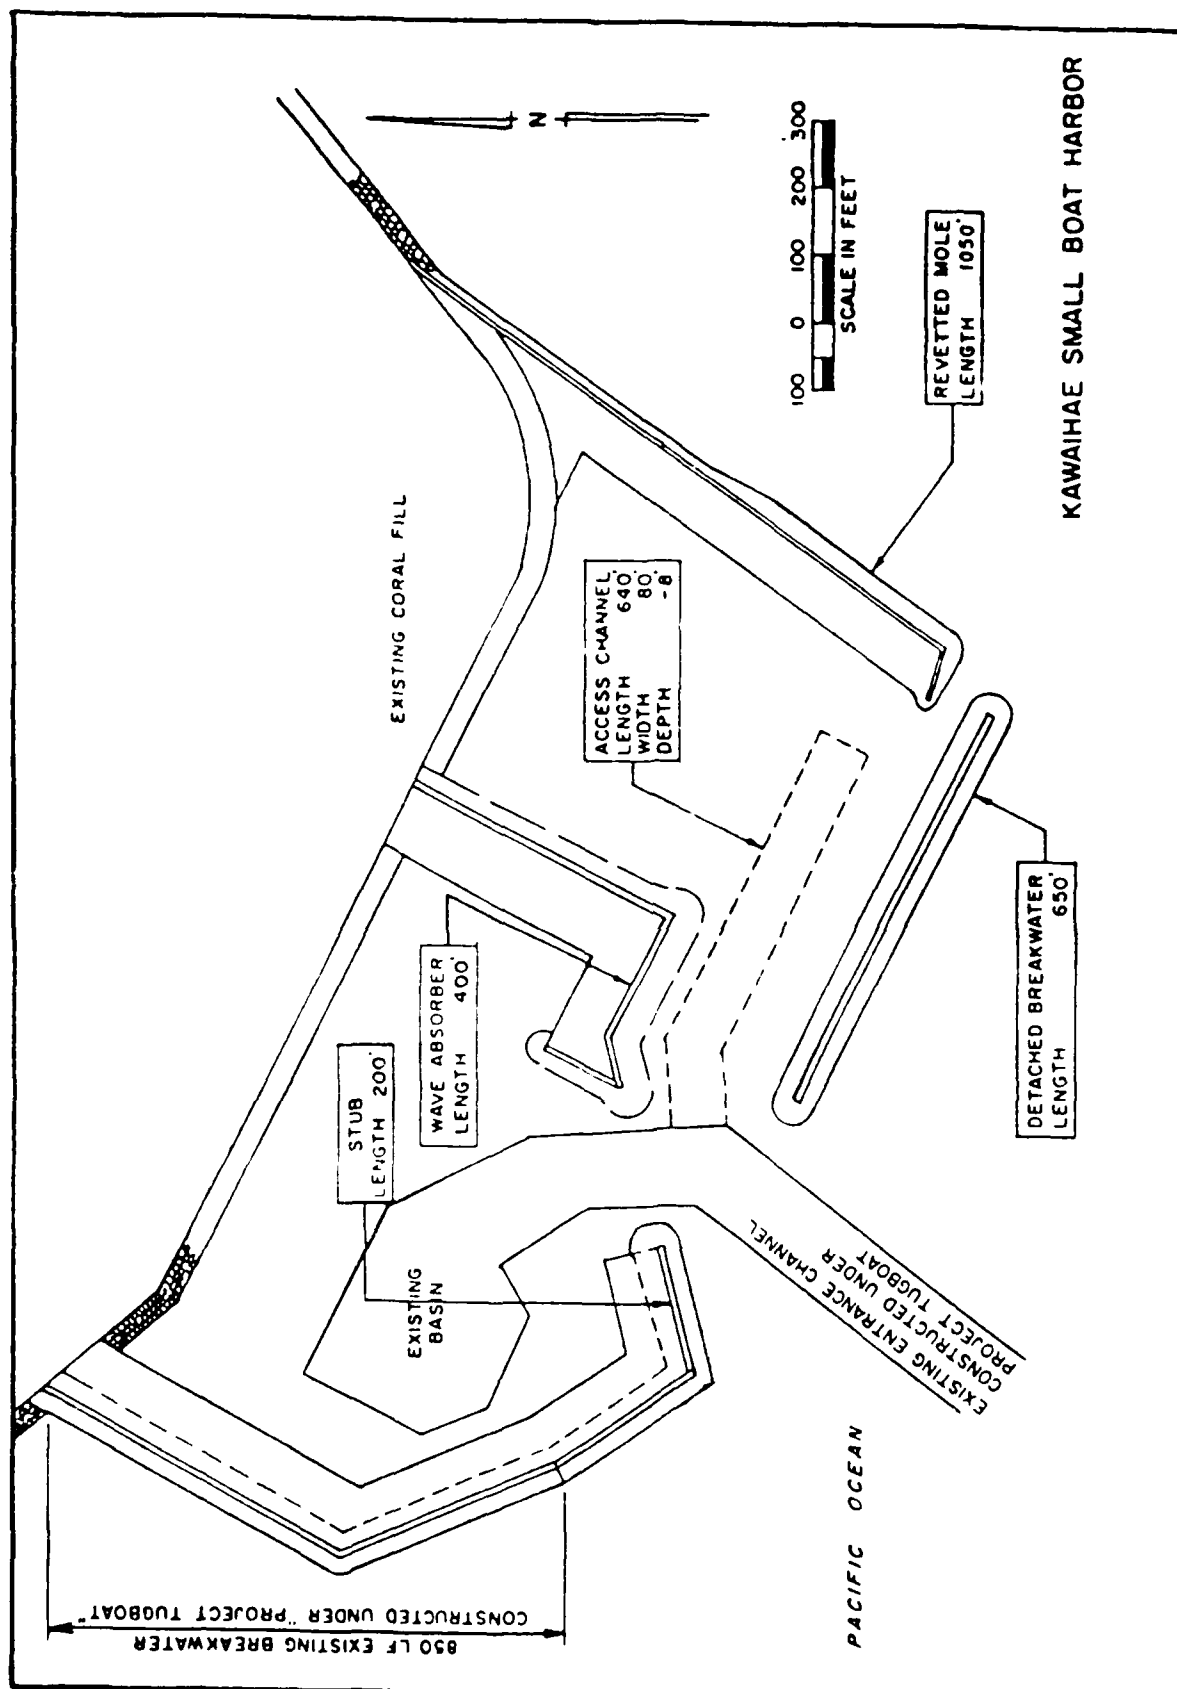 850 LF EXISTING BREAKWATER
CONSTRUCTED UNDER "PROJECT TUGBOAT"
EXISTING
BASIN
STUB
LENGTH 200'
WAVE ABSORBER
LENGTH 400'
EXISTING CORAL FILL
ACCESS CHANNEL
LENGTH 640'
WIDTH 80'
DEPTH -8'
N
EXISTING ENTRANCE CHANNEL
CONSTRUCTED UNDER
PROJECT TUGBOAT
PACIFIC OCEAN
DETACHED BREAKWATER
LENGTH 650'
REVETTED MOLE
LENGTH 1050'
100 0 100 200 300
SCALE IN FEET
KAWAIHAE SMALL BOAT HARBOR